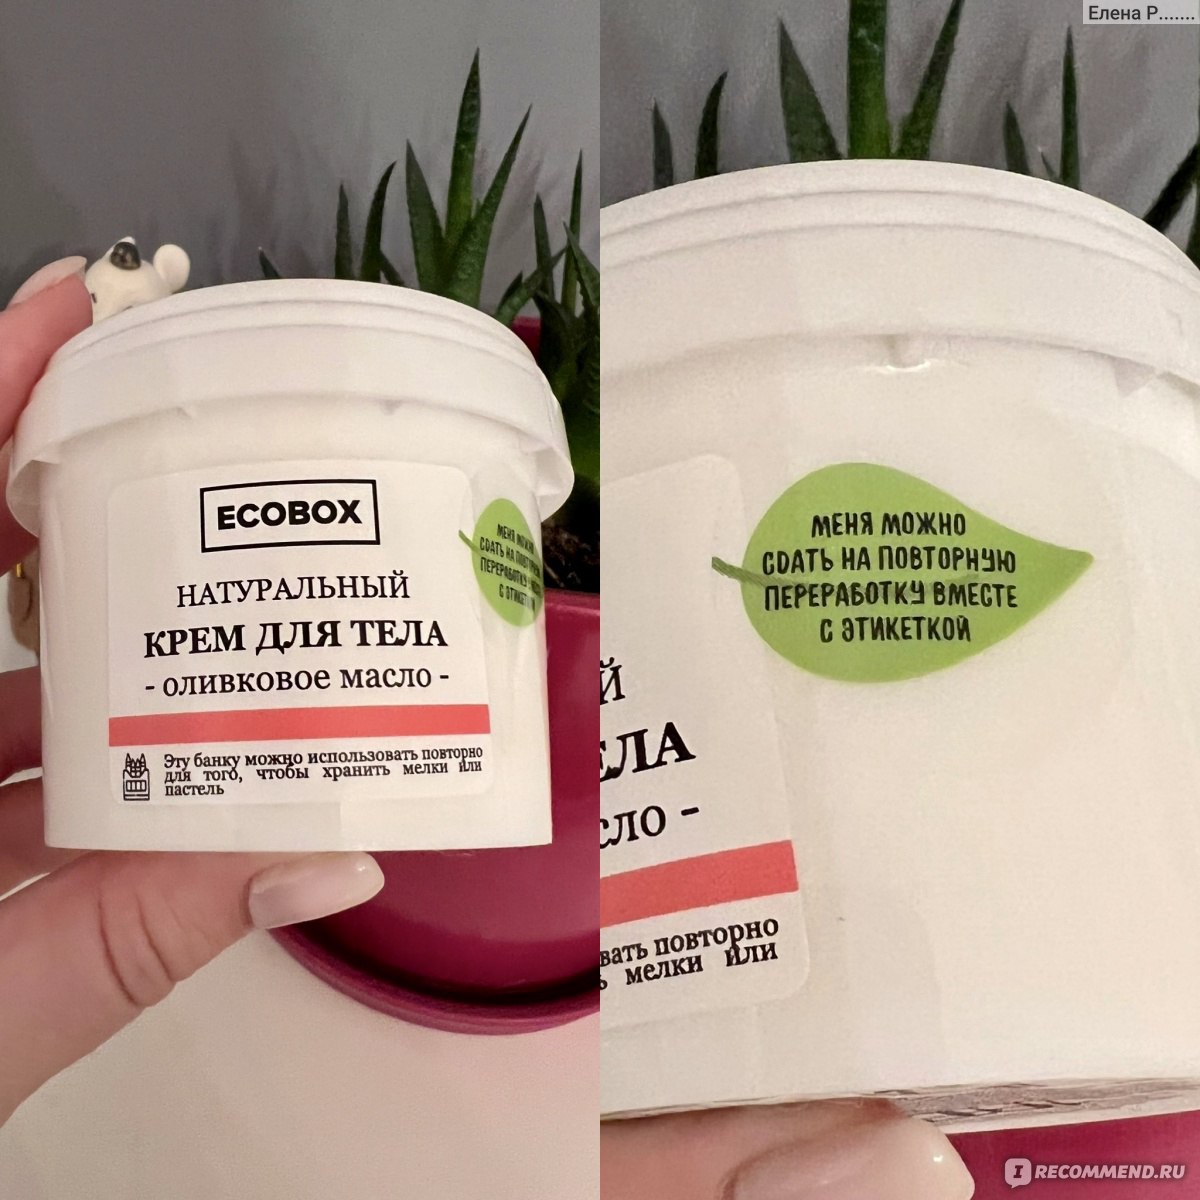 ECOBOX
НАТУРАЛЬНЫЙ
КРЕМ ДЛЯ ТЕЛА
- ОЛИВКОВОЕ МАСЛО -
Эту банку можно использовать повторно
для того, чтобы хранить мелки или
пастель
МЕНЯ МОЖНО
СДАТЬ НА ПОВТОРНУЮ
ПЕРЕРАБОТКУ ВМЕСТЕ
С ЭТИКЕТКОЙ
Елена Р.......
МЕНЯ МОЖНО
СДАТЬ НА ПОВТОРНУЮ
ПЕРЕРАБОТКУ ВМЕСТЕ
С ЭТИКЕТКОЙ
Й
ЕЛА
СЛО -
вать повторно
ь мелки или
IRECOMMEND.RU